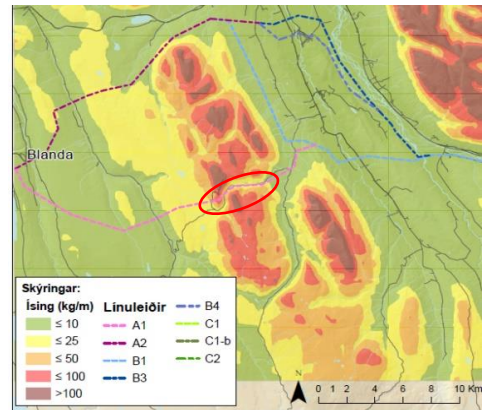 Blanda
Skýringar:
Ísing (kg/m)
≤ 10
≤ 25
≤ 50
≤ 100
>100
Línuleiðir
A1
A2
B1
B3
B4
C1
C1-b
C2
N
0 1 2 4 6 8 10 Km